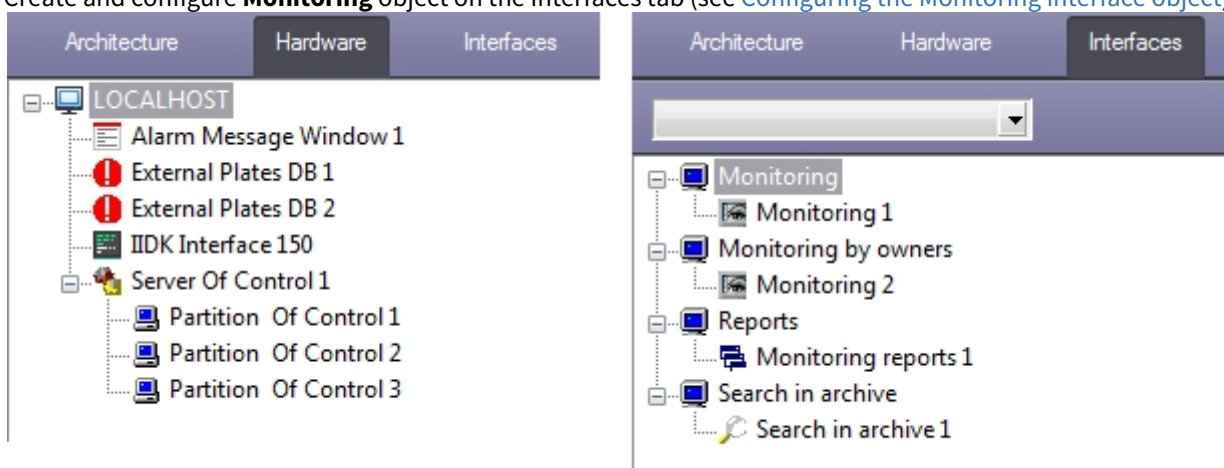 Create and configure Monitoring object on the Interfaces tab (see Configuring the Monitoring interface object)
Architecture Hardware Interfaces
LOCALHOST
Alarm Message Window 1
External Plates DB 1
External Plates DB 2
IIDK Interface 150
Server Of Control 1
Partition Of Control 1
Partition Of Control 2
Partition Of Control 3
Architecture Hardware Interfaces
Monitoring
Monitoring 1
Monitoring by owners
Monitoring 2
Reports
Monitoring reports 1
Search in archive
Search in archive 1